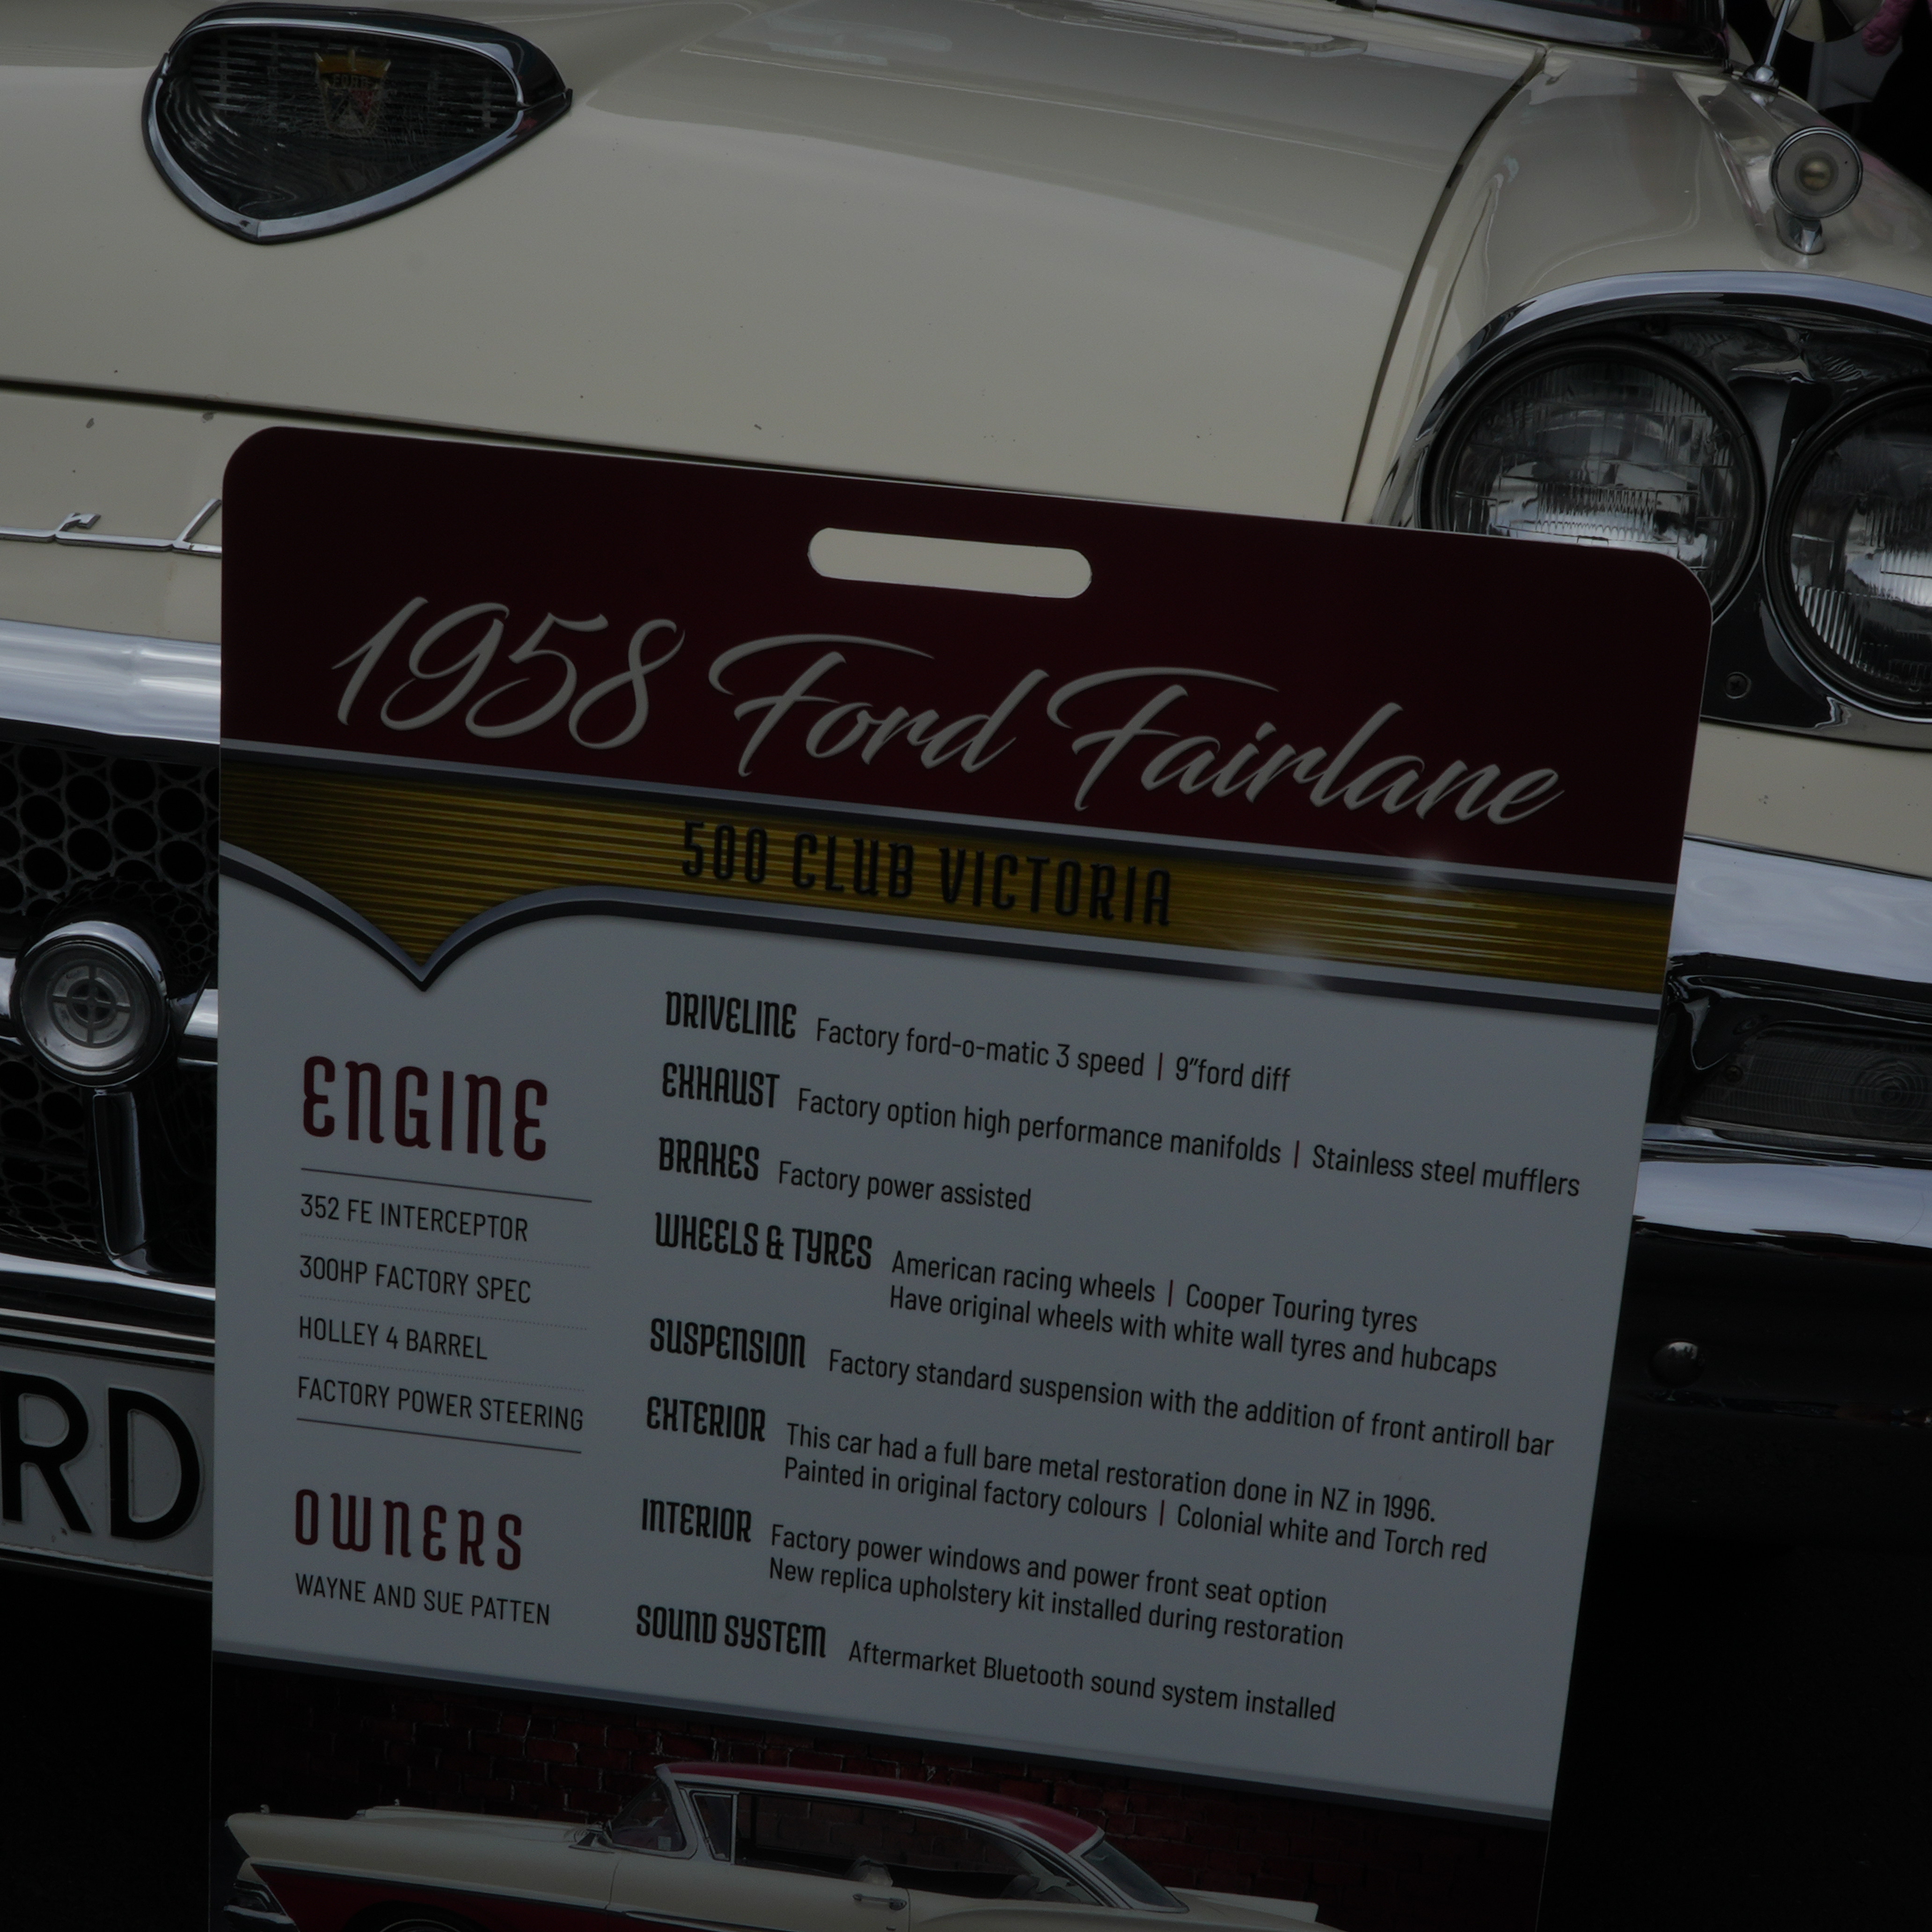 FORD
1958 Ford Fairlane
500 CLUB VICTORIA
ENGINE
352 FE INTERCEPTOR
300HP FACTORY SPEC
HOLLEY 4 BARREL
FACTORY POWER STEERING
OWNERS
WAYNE AND SUE PATTEN
DRIVELINE Factory ford-o-matic 3 speed | 9"ford diff
EXHAUST Factory option high performance manifolds | Stainless steel mufflers
BRAKES Factory power assisted
WHEELS & TYRES American racing wheels | Cooper Touring tyres
Have original wheels with white wall tyres and hubcaps
SUSPENSION Factory standard suspension with the addition of front antiroll bar
EXTERIOR This car had a full bare metal restoration done in NZ in 1996.
Painted in original factory colours | Colonial white and Torch red
INTERIOR Factory power windows and power front seat option
New replica upholstery kit installed during restoration
SOUND SYSTEM Aftermarket Bluetooth sound system installed
RD